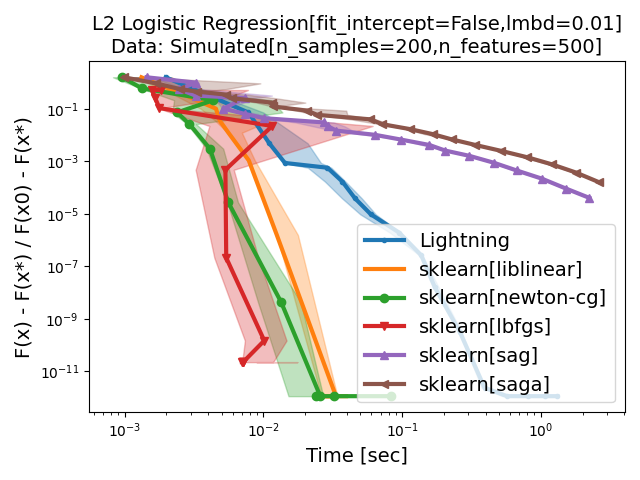 L2 Logistic Regression[fit_intercept=False,lmbd=0.01]
Data: Simulated[n_samples=200,n_features=500]
F(x) - F(x*) / F(x0) - F(x*)
10⁻¹
10⁻³
10⁻⁵
10⁻⁷
10⁻⁹
10⁻¹¹
Lightning
sklearn[liblinear]
sklearn[newton-cg]
sklearn[lbfgs]
sklearn[sag]
sklearn[saga]
10⁻³ 10⁻² 10⁻¹ 10⁰
Time [sec]